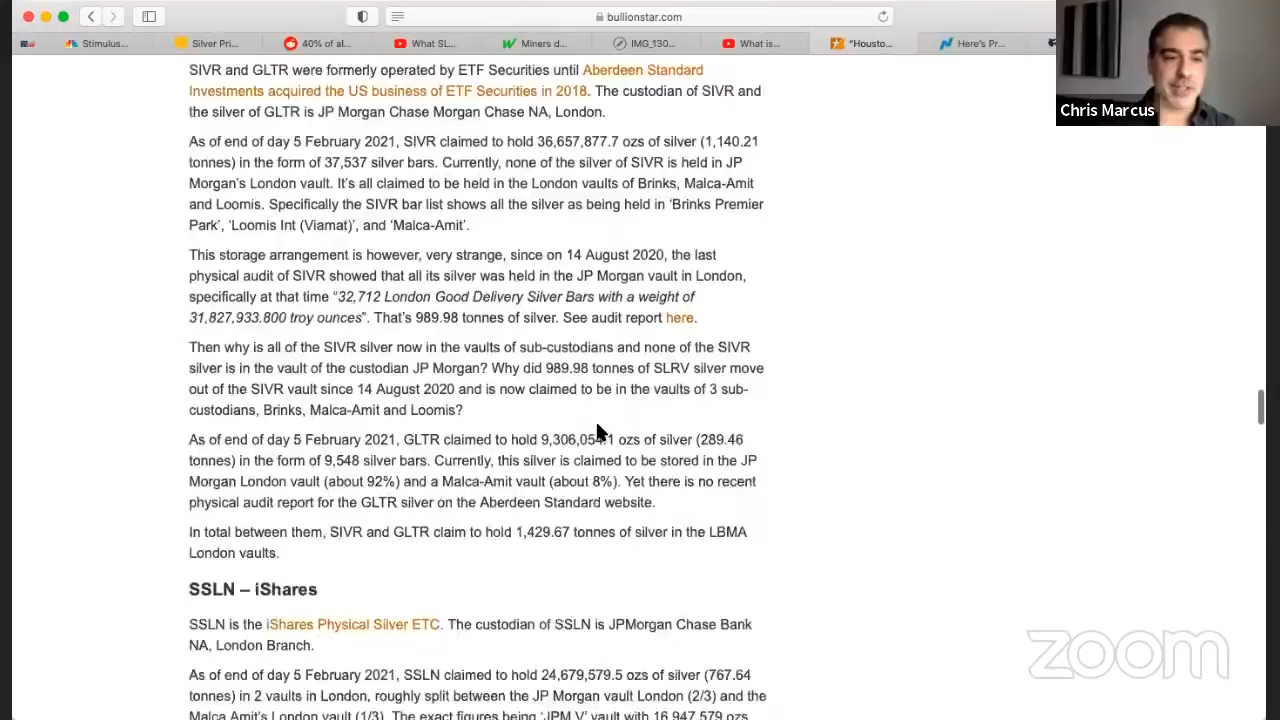 bullionstar.com
Stimulus...
Silver Pri...
40% of al...
What SL...
Miners d...
IMG_130...
What is...
"Housto...
Here's Pr...
Chris Marcus
SIVR and GLTR were formerly operated by ETF Securities until Aberdeen Standard
Investments acquired the US business of ETF Securities in 2018. The custodian of SIVR and
the silver of GLTR is JP Morgan Chase Morgan Chase NA, London.
As of end of day 5 February 2021, SIVR claimed to hold 36,657,877.7 ozs of silver (1,140.21
tonnes) in the form of 37,537 silver bars. Currently, none of the silver of SIVR is held in JP
Morgan's London vault. It's all claimed to be held in the London vaults of Brinks, Malca-Amit
and Loomis. Specifically the SIVR bar list shows all the silver as being held in 'Brinks Premier
Park', 'Loomis Int (Viamat)', and 'Malca-Amit'.
This storage arrangement is however, very strange, since on 14 August 2020, the last
physical audit of SIVR showed that all its silver was held in the JP Morgan vault in London,
specifically at that time "32,712 London Good Delivery Silver Bars with a weight of
31,827,933.800 troy ounces". That's 989.98 tonnes of silver. See audit report here.
Then why is all of the SIVR silver now in the vaults of sub-custodians and none of the SIVR
silver is in the vault of the custodian JP Morgan? Why did 989.98 tonnes of SLRV silver move
out of the SIVR vault since 14 August 2020 and is now claimed to be in the vaults of 3 sub-
custodians, Brinks, Malca-Amit and Loomis?
As of end of day 5 February 2021, GLTR claimed to hold 9,306,054.1 ozs of silver (289.46
tonnes) in the form of 9,548 silver bars. Currently, this silver is claimed to be stored in the JP
Morgan London vault (about 92%) and a Malca-Amit vault (about 8%). Yet there is no recent
physical audit report for the GLTR silver on the Aberdeen Standard website.
In total between them, SIVR and GLTR claim to hold 1,429.67 tonnes of silver in the LBMA
London vaults.
SSLN – iShares
SSLN is the iShares Physical Silver ETC. The custodian of SSLN is JPMorgan Chase Bank
NA, London Branch.
As of end of day 5 February 2021, SSLN claimed to hold 24,679,579.5 ozs of silver (767.64
tonnes) in 2 vaults in London, roughly split between the JP Morgan vault London (2/3) and the
Malca Amit's London vault (1/3). The exact figures being 'JPM V' vault with 16,947,579 ozs
zoom